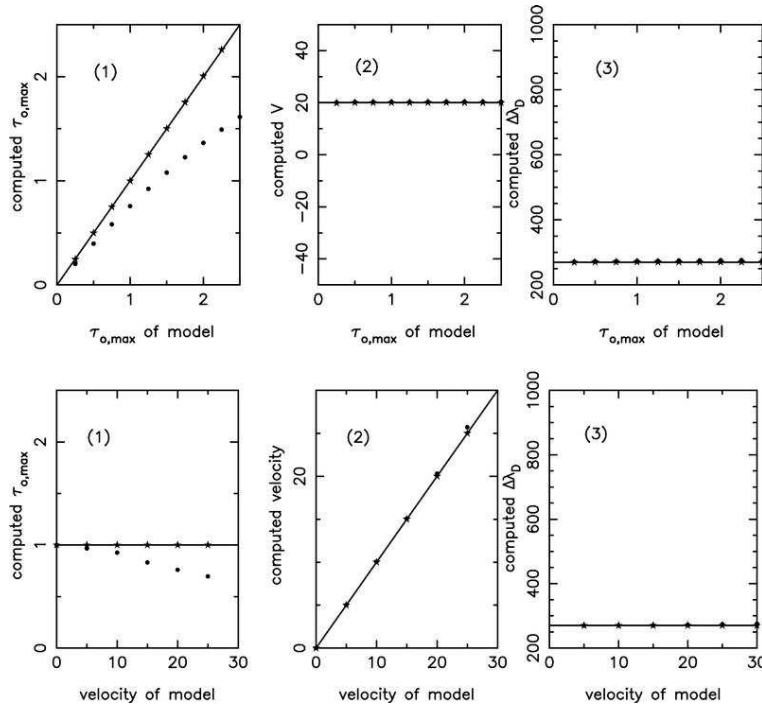 computed τo,max
2
1
0
(1)
0 1 2
τo,max of model
computed V
40
20
0
−20
−40
(2)
0 1 2
τo,max of model
computed ΔλD
1000
800
600
400
200
(3)
0 1 2
τo,max of model
computed τo,max
2
1
0
(1)
0 10 20 30
velocity of model
computed velocity
20
0
(2)
0 10 20 30
velocity of model
computed ΔλD
1000
800
600
400
200
(3)
0 10 20 30
velocity of model